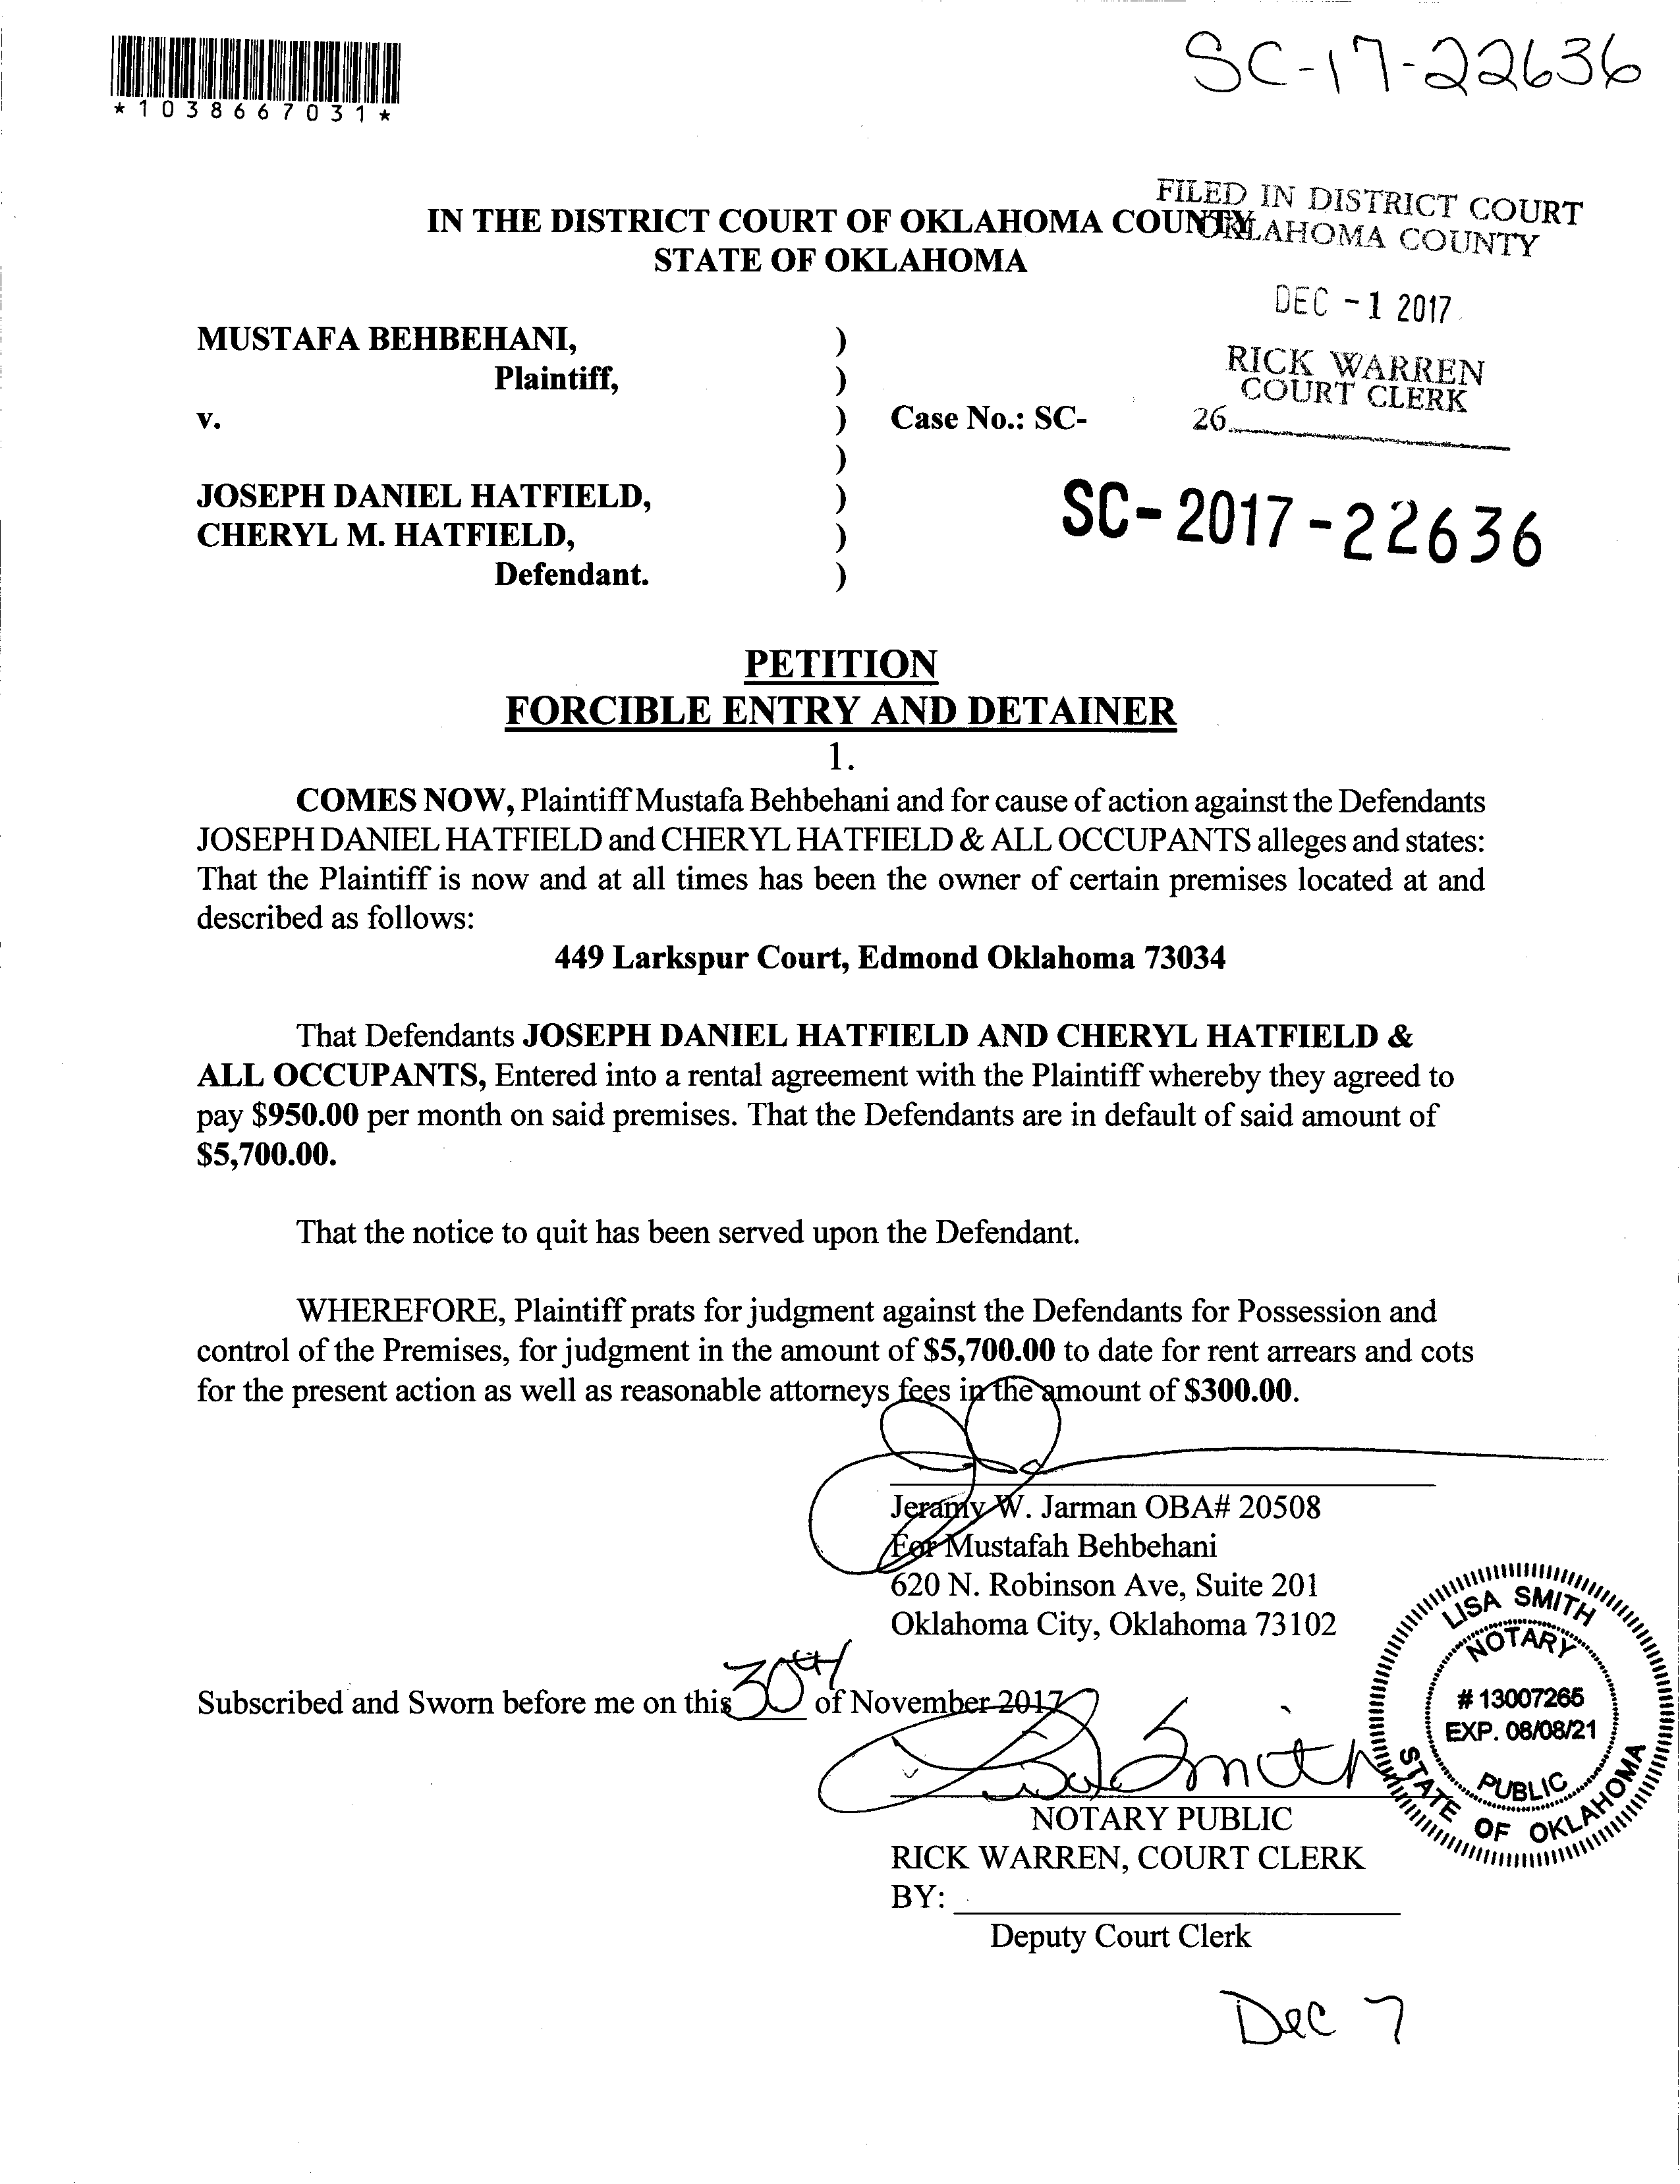 *1038667031*
SC-17-22636
FILED IN DISTRICT COURT
OKLAHOMA COUNTY
IN THE DISTRICT COURT OF OKLAHOMA COUNTY
STATE OF OKLAHOMA
DEC -1 2017
RICK WARREN
COURT CLERK
26
MUSTAFA BEHBEHANI, )
Plaintiff, )
v. ) Case No.: SC-
)
JOSEPH DANIEL HATFIELD, )
CHERYL M. HATFIELD, )
Defendant. )
SC-2017-22636
PETITION
FORCIBLE ENTRY AND DETAINER
1.
COMES NOW, Plaintiff Mustafa Behbehani and for cause of action against the Defendants
JOSEPH DANIEL HATFIELD and CHERYL HATFIELD & ALL OCCUPANTS alleges and states:
That the Plaintiff is now and at all times has been the owner of certain premises located at and
described as follows:
449 Larkspur Court, Edmond Oklahoma 73034
That Defendants JOSEPH DANIEL HATFIELD AND CHERYL HATFIELD &
ALL OCCUPANTS, Entered into a rental agreement with the Plaintiff whereby they agreed to
pay $950.00 per month on said premises. That the Defendants are in default of said amount of
$5,700.00.
That the notice to quit has been served upon the Defendant.
WHEREFORE, Plaintiff prats for judgment against the Defendants for Possession and
control of the Premises, for judgment in the amount of $5,700.00 to date for rent arrears and cots
for the present action as well as reasonable attorneys fees in the amount of $300.00.
Jeramy W. Jarman OBA# 20508
For Mustafah Behbehani
620 N. Robinson Ave, Suite 201
Oklahoma City, Oklahoma 73102
Subscribed and Sworn before me on this 30th of November 2017
Lisa Smith
NOTARY PUBLIC
RICK WARREN, COURT CLERK
BY:
Deputy Court Clerk
LISA SMITH
NOTARY
# 13007265
EXP. 08/08/21
PUBLIC
STATE OF OKLAHOMA
Dec 7